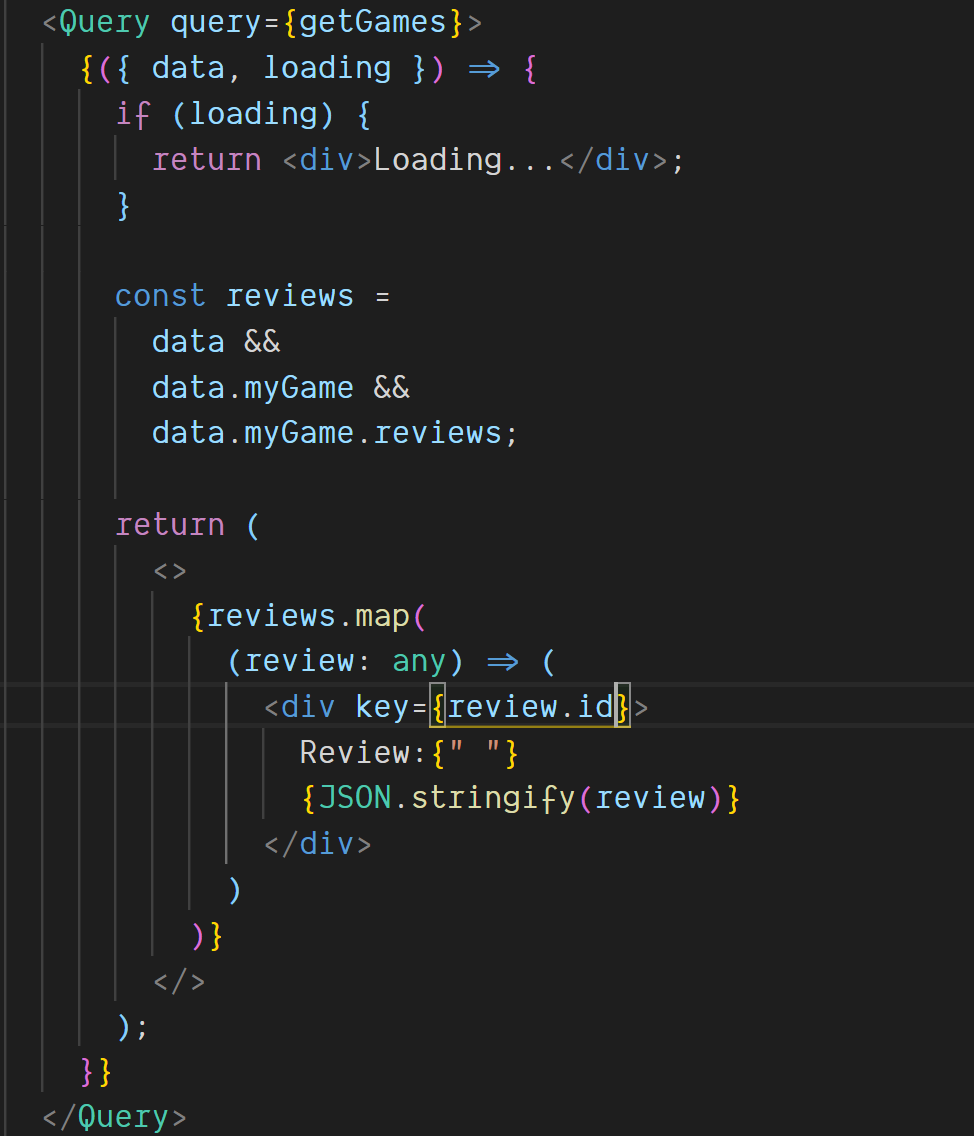 <Query query={getGames}>
  {({ data, loading }) => {
    if (loading) {
      return <div>Loading...</div>;
    }

    const reviews =
      data &&
      data.myGame &&
      data.myGame.reviews;

    return (
      <>
        {reviews.map(
          (review: any) => (
            <div key={review.id}>
              Review:{" "}
              {JSON.stringify(review)}
            </div>
          )
        )}
      </>
    );
  }}
</Query>